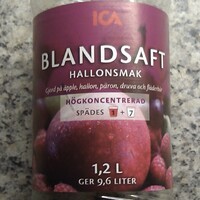 ICA
BLANDSAFT
HALLONSMAK
Gjord på äpple, hallon, päron, druva och fläderbär
HÖGKONCENTRERAD
SPÄDES 1 + 7
1,2 L
GER 9,6 LITER